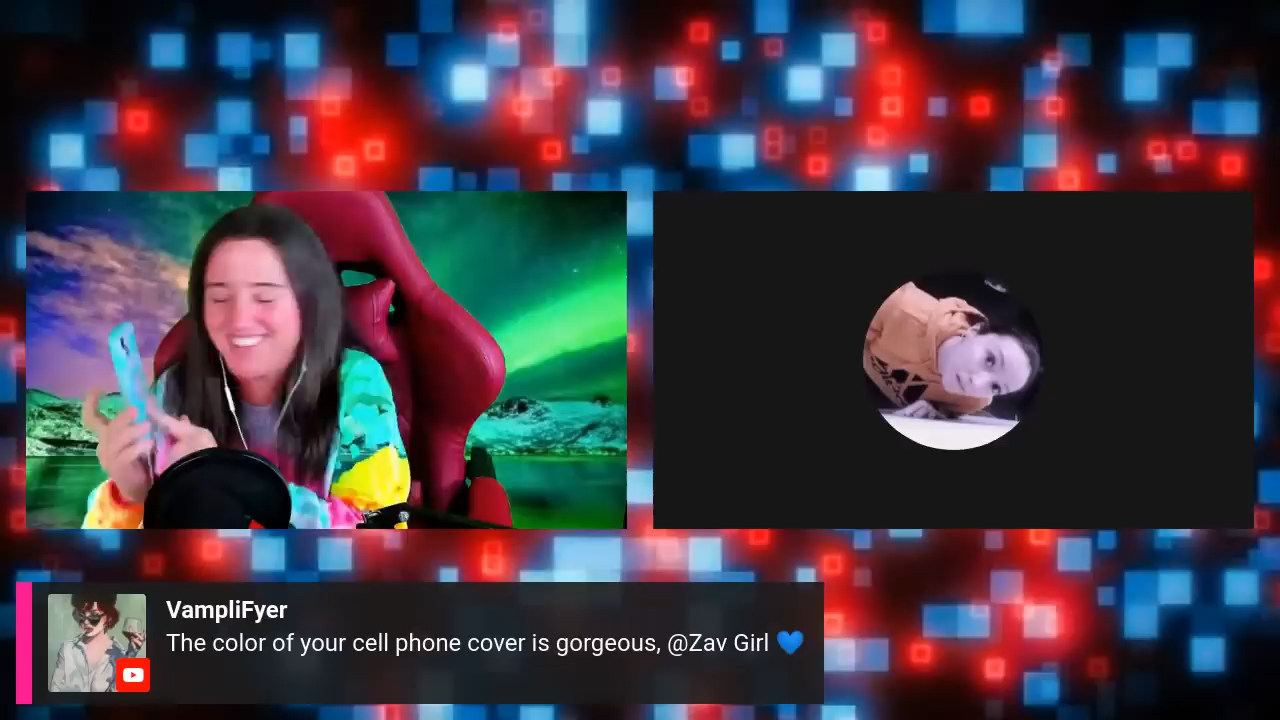 VampliFyer
The color of your cell phone cover is gorgeous, @Zav Girl 💙